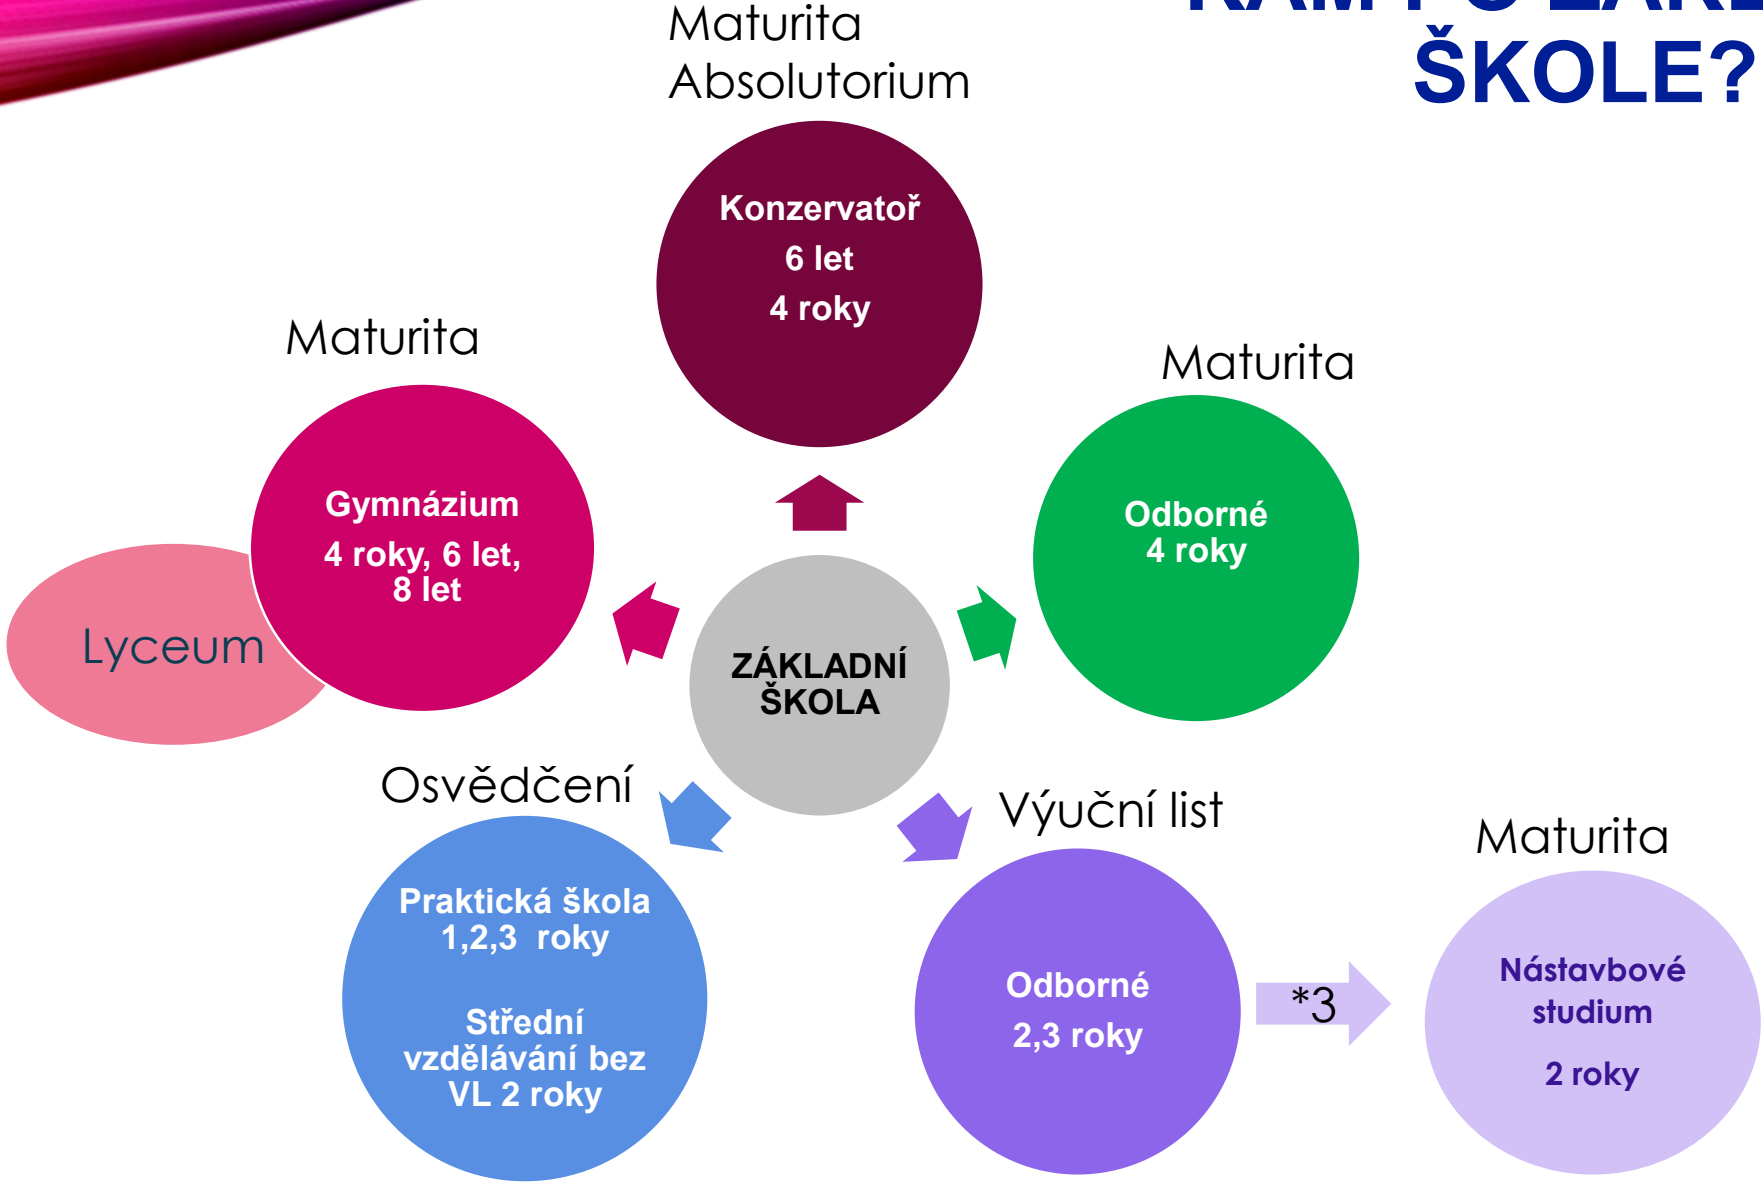 ŠKOLE?
Maturita
Absolutorium
Konzervatoř
6 let
4 roky
Maturita
Gymnázium
4 roky, 6 let,
8 let
Lyceum
Maturita
Odborné
4 roky
ZÁKLADNÍ
ŠKOLA
Osvědčení
Praktická škola
1,2,3 roky
Střední
vzdělávání bez
VL 2 roky
Výuční list
Odborné
2,3 roky
*3
Maturita
Nástavbové
studium
2 roky